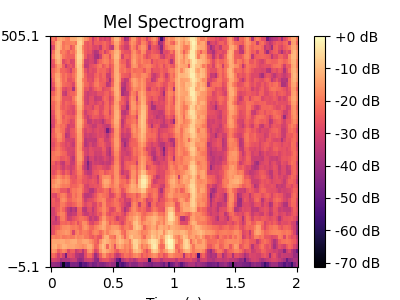 Mel Spectrogram
505.1
−5.1
0
0.5
1
1.5
2
+0 dB
-10 dB
-20 dB
-30 dB
-40 dB
-50 dB
-60 dB
-70 dB